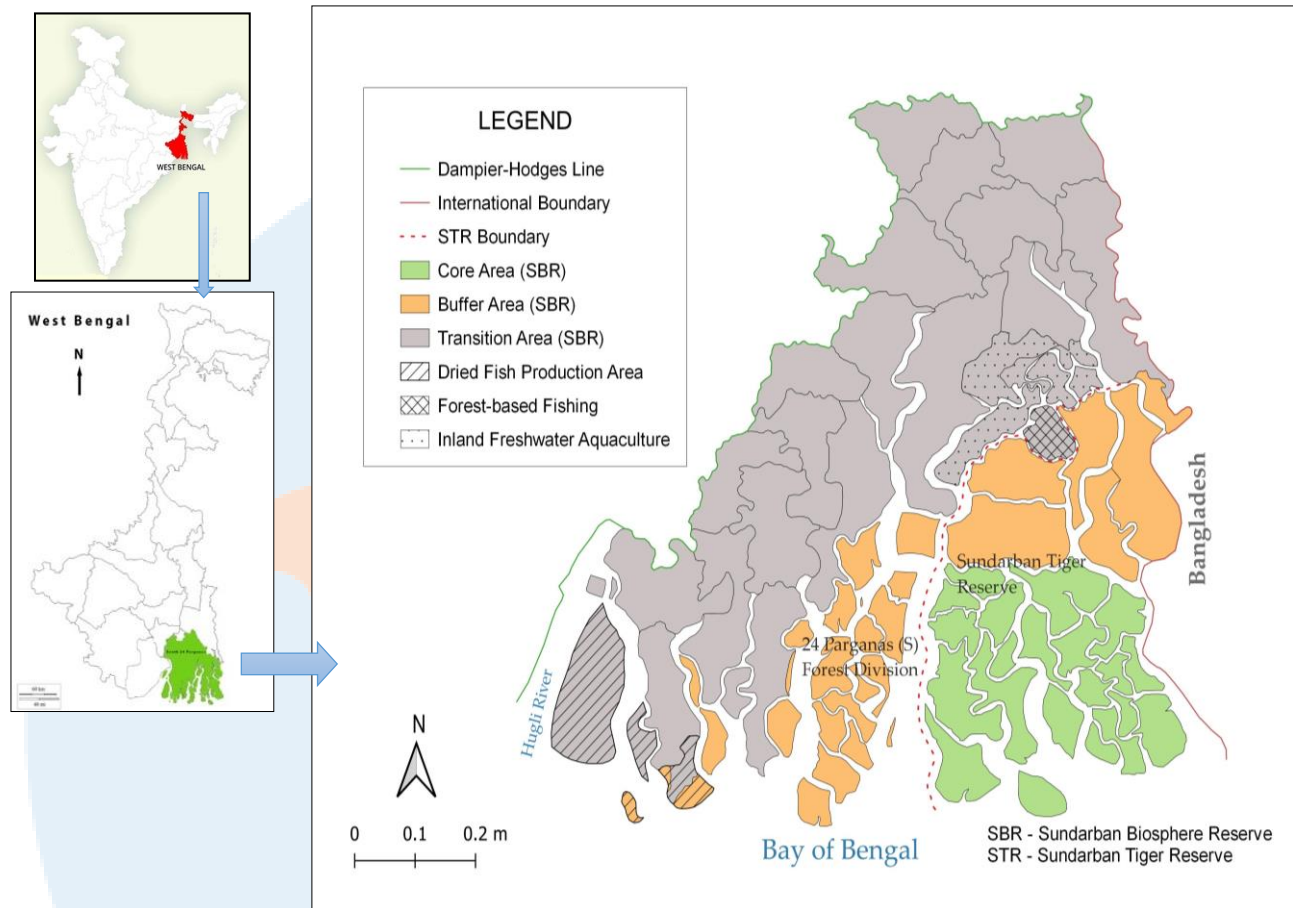 WEST BENGAL
West Bengal
N
LEGEND
Dampier-Hodges Line
International Boundary
STR Boundary
Core Area (SBR)
Buffer Area (SBR)
Transition Area (SBR)
Dried Fish Production Area
Forest-based Fishing
Inland Freshwater Aquaculture
Bangladesh
Sundarban Tiger
Reserve
24 Parganas (S)
Forest Division
Hugli River
N
0 0.1 0.2 m
Bay of Bengal
SBR - Sundarban Biosphere Reserve
STR - Sundarban Tiger Reserve